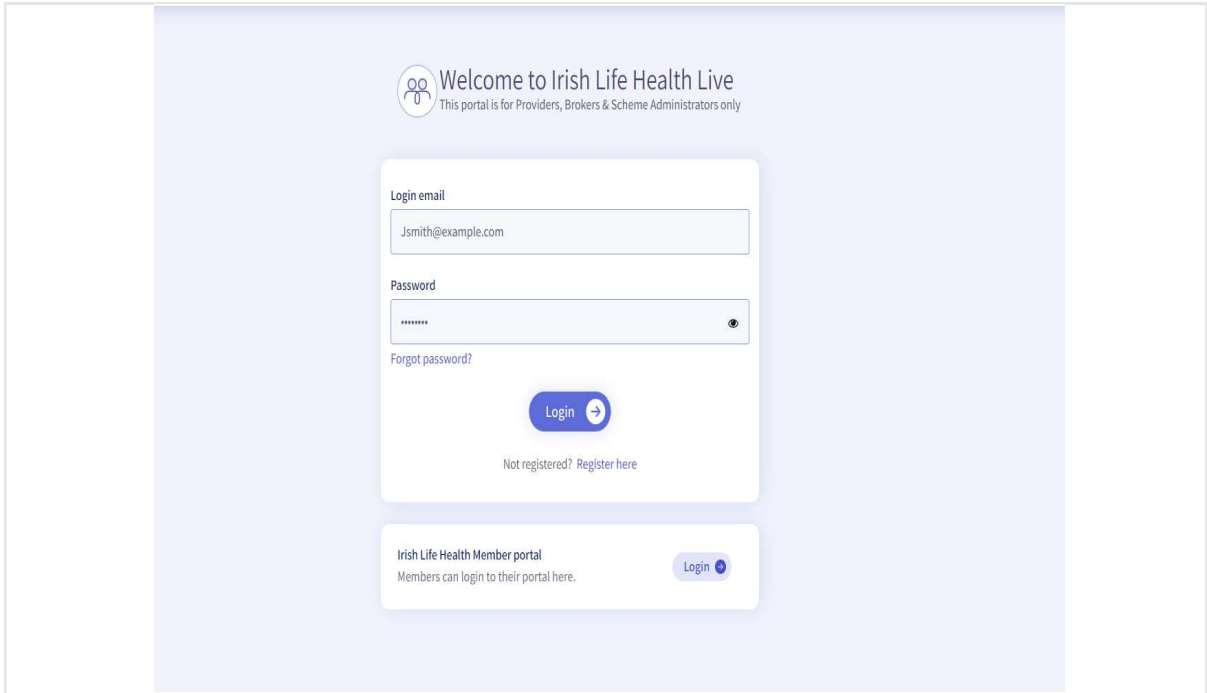 Welcome to Irish Life Health Live
This portal is for Providers, Brokers & Scheme Administrators only
Login email
Jsmith@example.com
Password
••••••••
Forgot password?
Login
Not registered? Register here
Irish Life Health Member portal
Members can login to their portal here.
Login